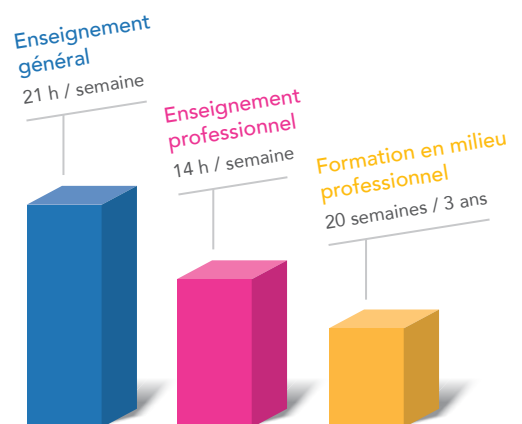 Enseignement
général
21 h / semaine
Enseignement
professionnel
14 h / semaine
Formation en milieu
professionnel
20 semaines / 3 ans